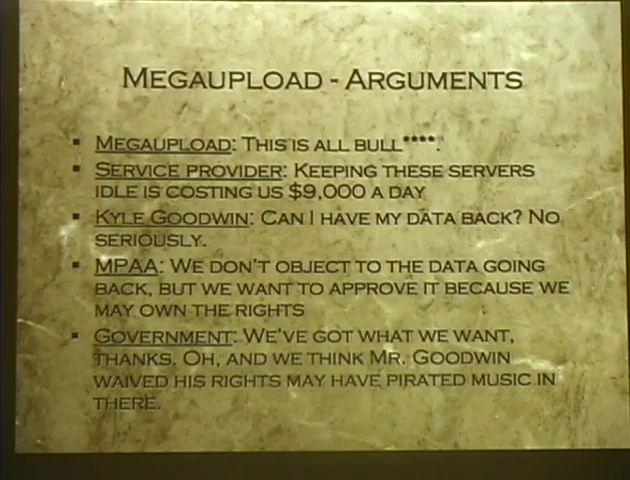 MEGAUPLOAD - ARGUMENTS
▪ MEGAUPLOAD: THIS IS ALL BULL****.
▪ SERVICE PROVIDER: KEEPING THESE SERVERS
IDLE IS COSTING US $9,000 A DAY
▪ KYLE GOODWIN: CAN I HAVE MY DATA BACK? NO
SERIOUSLY.
▪ MPAA: WE DON'T OBJECT TO THE DATA GOING
BACK, BUT WE WANT TO APPROVE IT BECAUSE WE
MAY OWN THE RIGHTS
▪ GOVERNMENT: WE'VE GOT WHAT WE WANT,
THANKS. OH, AND WE THINK MR. GOODWIN
WAIVED HIS RIGHTS MAY HAVE PIRATED MUSIC IN
THERE.